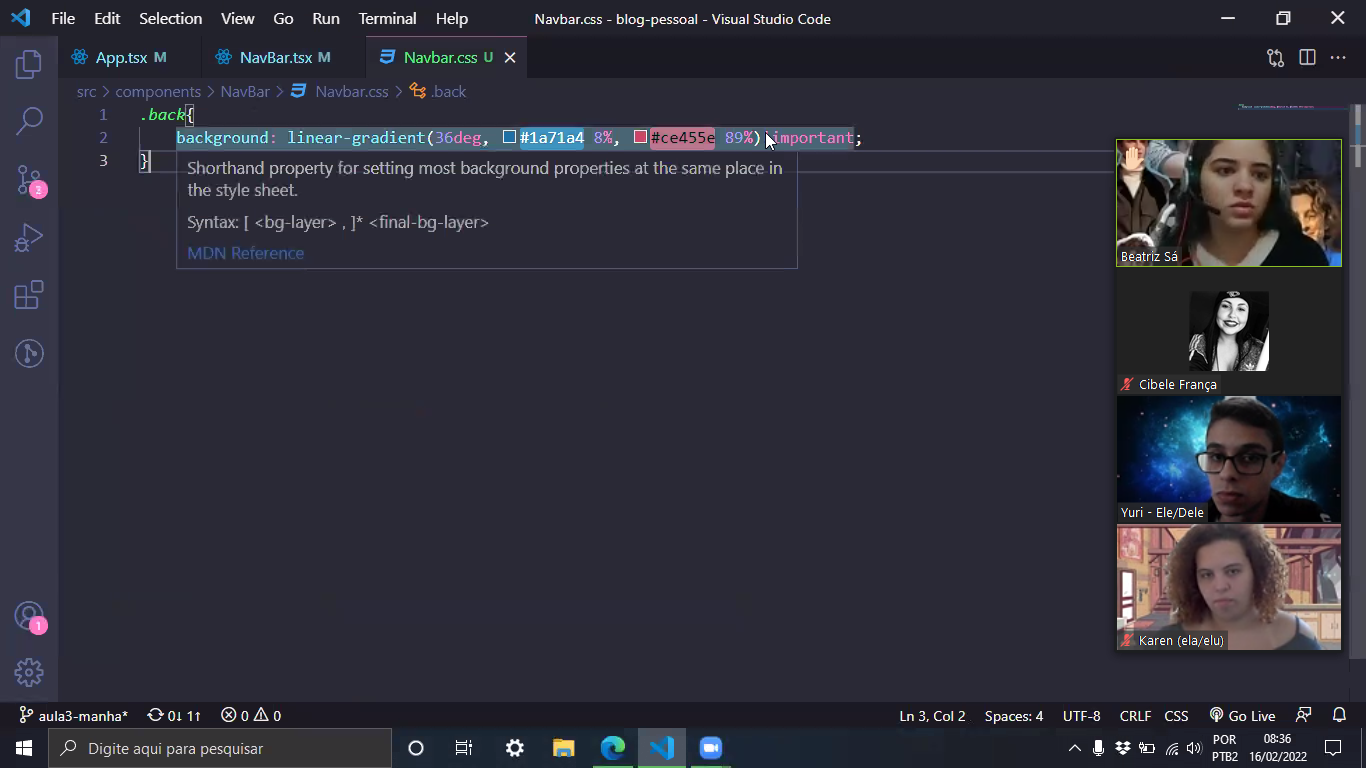 File Edit Selection View Go Run Terminal Help Navbar.css - blog-pessoal - Visual Studio Code
App.tsx M NavBar.tsx M Navbar.css U
src > components > NavBar > Navbar.css > .back
1 .back{
2 background: linear-gradient(36deg, #1a71a4 8%, #ce455e 89%)!important;
3 }
Shorthand property for setting most background properties at the same place in
the style sheet.
Syntax: [ <bg-layer> , ]* <final-bg-layer>
MDN Reference
2
Beatriz Sá
Cibele França
Yuri - Ele/Dele
Karen (ela/elu)
1
aula3-manha* 0↓ 1↑ 0 0 Ln 3, Col 2 Spaces: 4 UTF-8 CRLF CSS Go Live
Digite aqui para pesquisar
POR 08:36
PTB2 16/02/2022